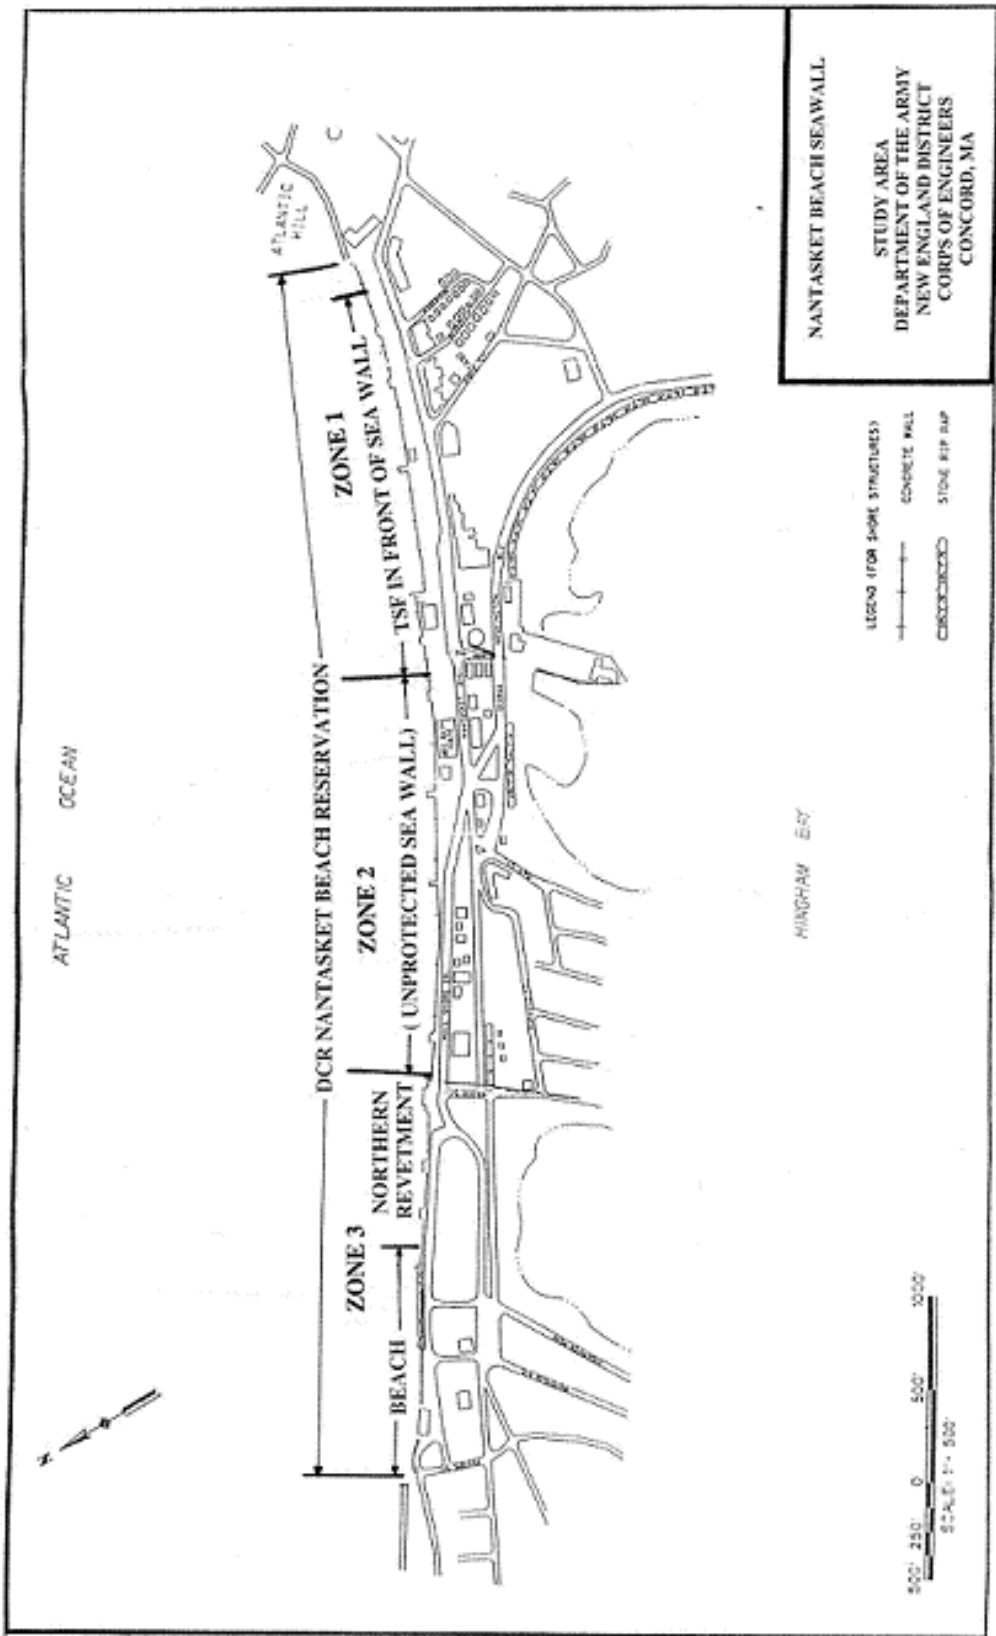 ATLANTIC OCEAN
ATLANTIC
HILL
DCR NANTASKET BEACH RESERVATION
ZONE 3
ZONE 2
ZONE 1
BEACH
NORTHERN
REVETMENT
( UNPROTECTED SEA WALL)
TSF IN FRONT OF SEA WALL
N
HINGHAM BAY
LEGEND (FOR SHORE STRUCTURES)
CONCRETE WALL
STONE RIP RAP
500' 250' 0 500' 1000'
SCALE: 1"= 500'
NANTASKET BEACH SEAWALL
STUDY AREA
DEPARTMENT OF THE ARMY
NEW ENGLAND DISTRICT
CORPS OF ENGINEERS
CONCORD, MA